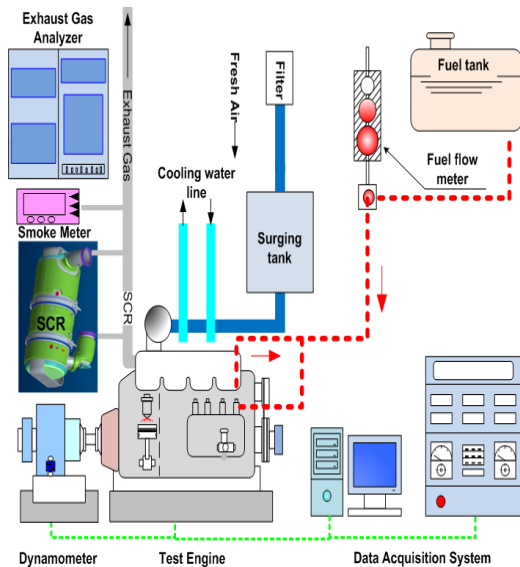 Exhaust Gas
Analyzer
Exhaust Gas
Fresh Air
Filter
Fuel tank
Fuel flow
meter
Cooling water
line
Surging
tank
Smoke Meter
SCR
SCR
Dynamometer
Test Engine
Data Acquisition System